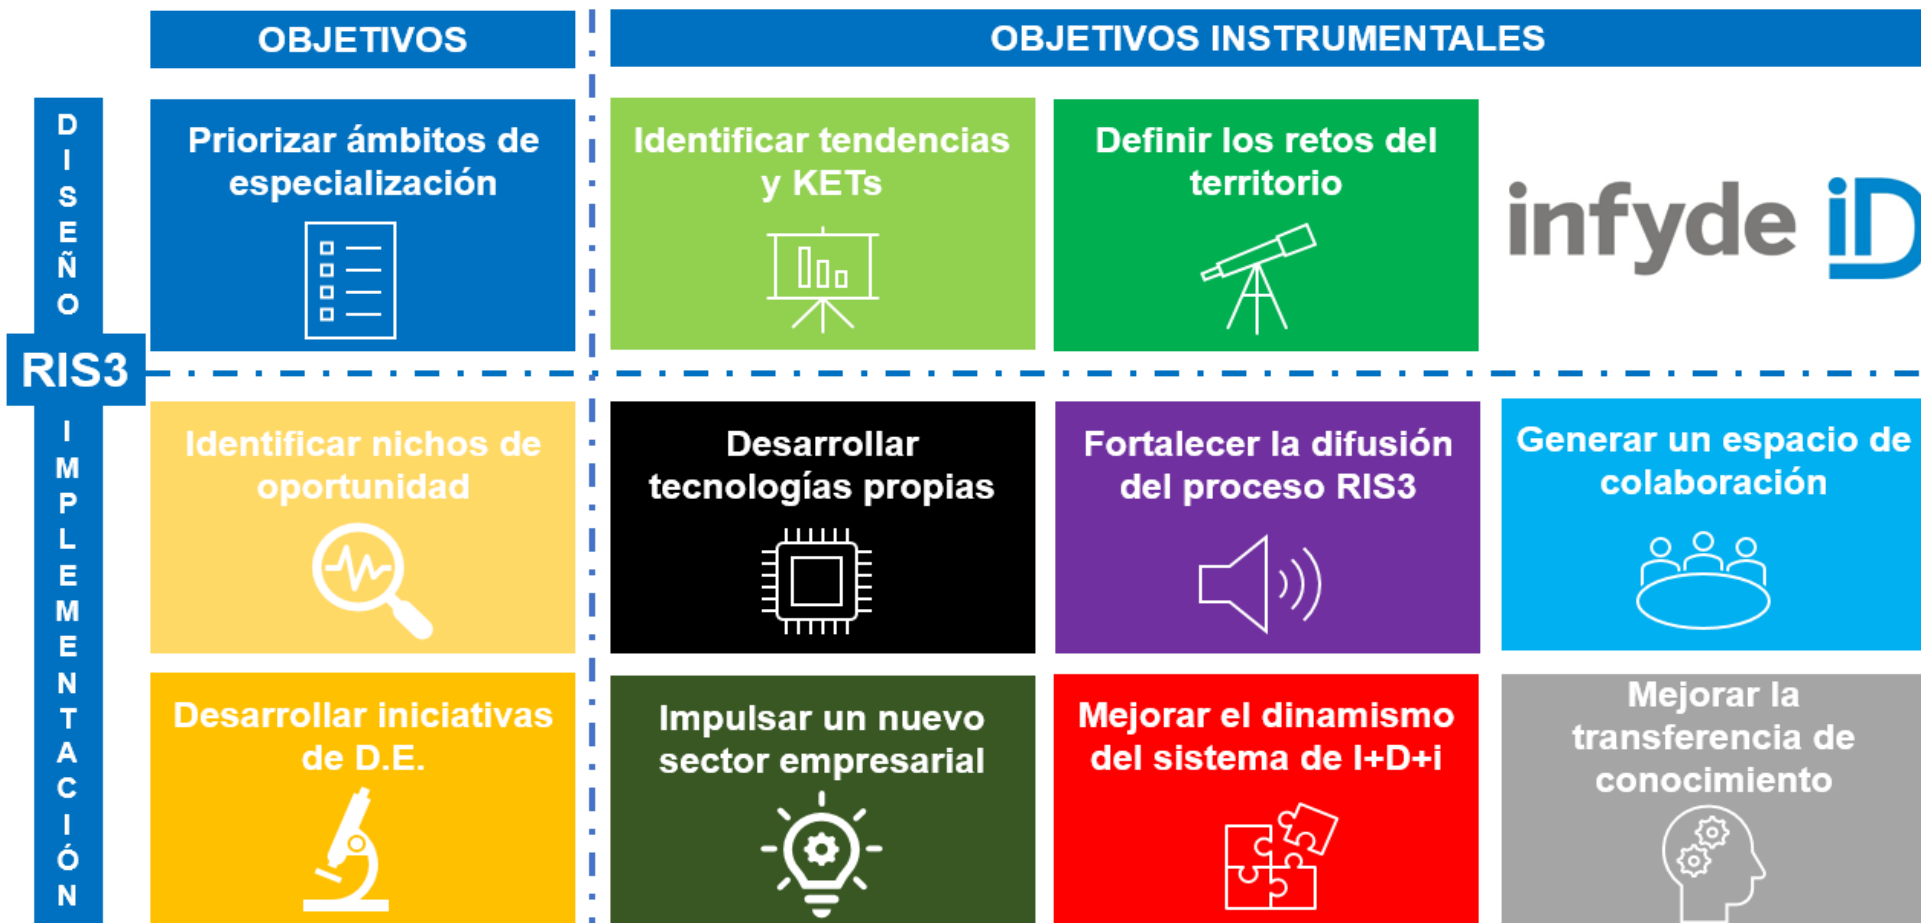 OBJETIVOS
OBJETIVOS INSTRUMENTALES
DISEÑO
RIS3
IMPLEMENTACIÓN
Priorizar ámbitos de
especialización
Identificar tendencias
y KETs
Definir los retos del
territorio
infyde iD
Identificar nichos de
oportunidad
Desarrollar
tecnologías propias
Fortalecer la difusión
del proceso RIS3
Generar un espacio de
colaboración
Desarrollar iniciativas
de D.E.
Impulsar un nuevo
sector empresarial
Mejorar el dinamismo
del sistema de I+D+i
Mejorar la
transferencia de
conocimiento